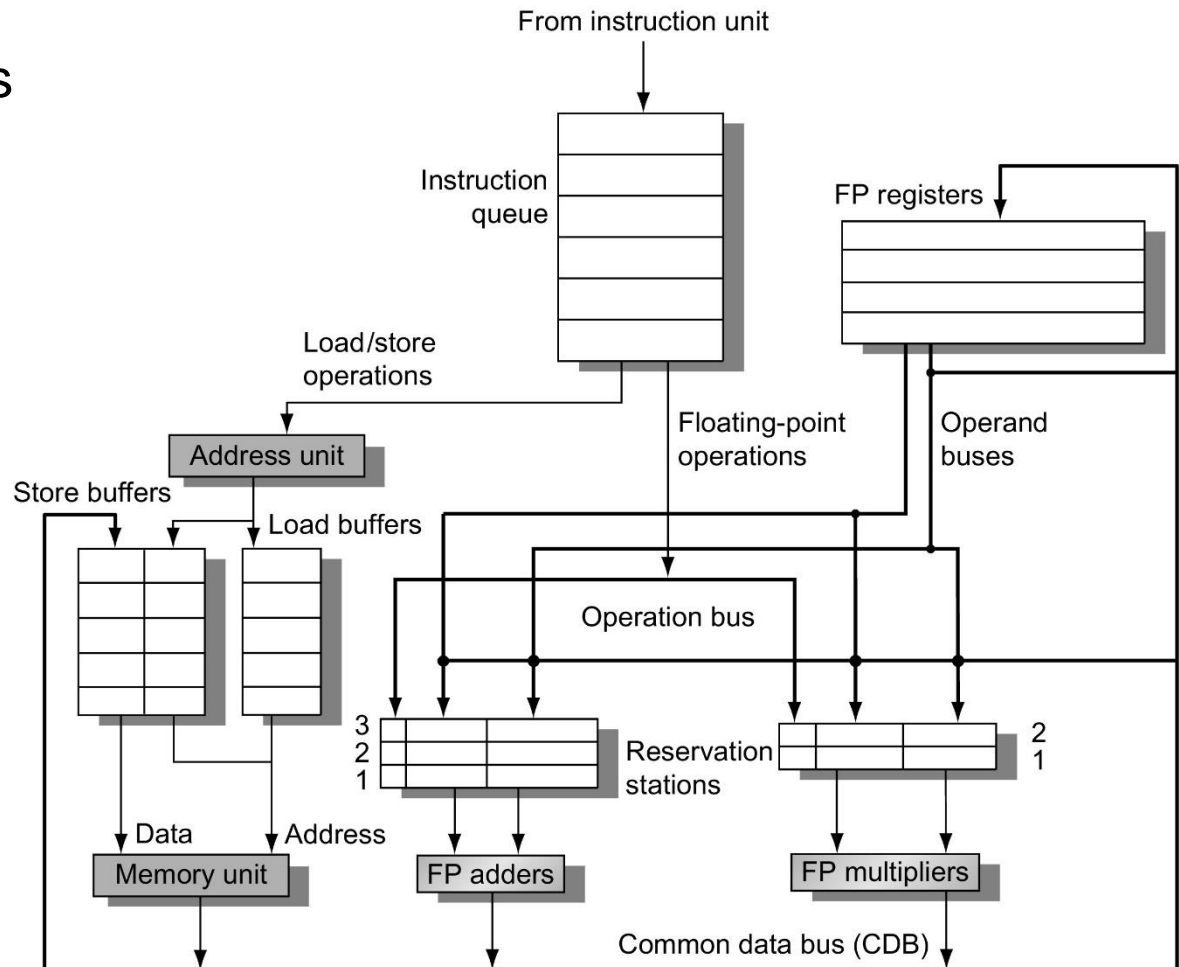 s
From instruction unit
Instruction
queue
FP registers
Load/store
operations
Floating-point
operations
Operand
buses
Address unit
Store buffers
Load buffers
Operation bus
3
2
1
Reservation
stations
2
1
Data
Address
Memory unit
FP adders
FP multipliers
Common data bus (CDB)